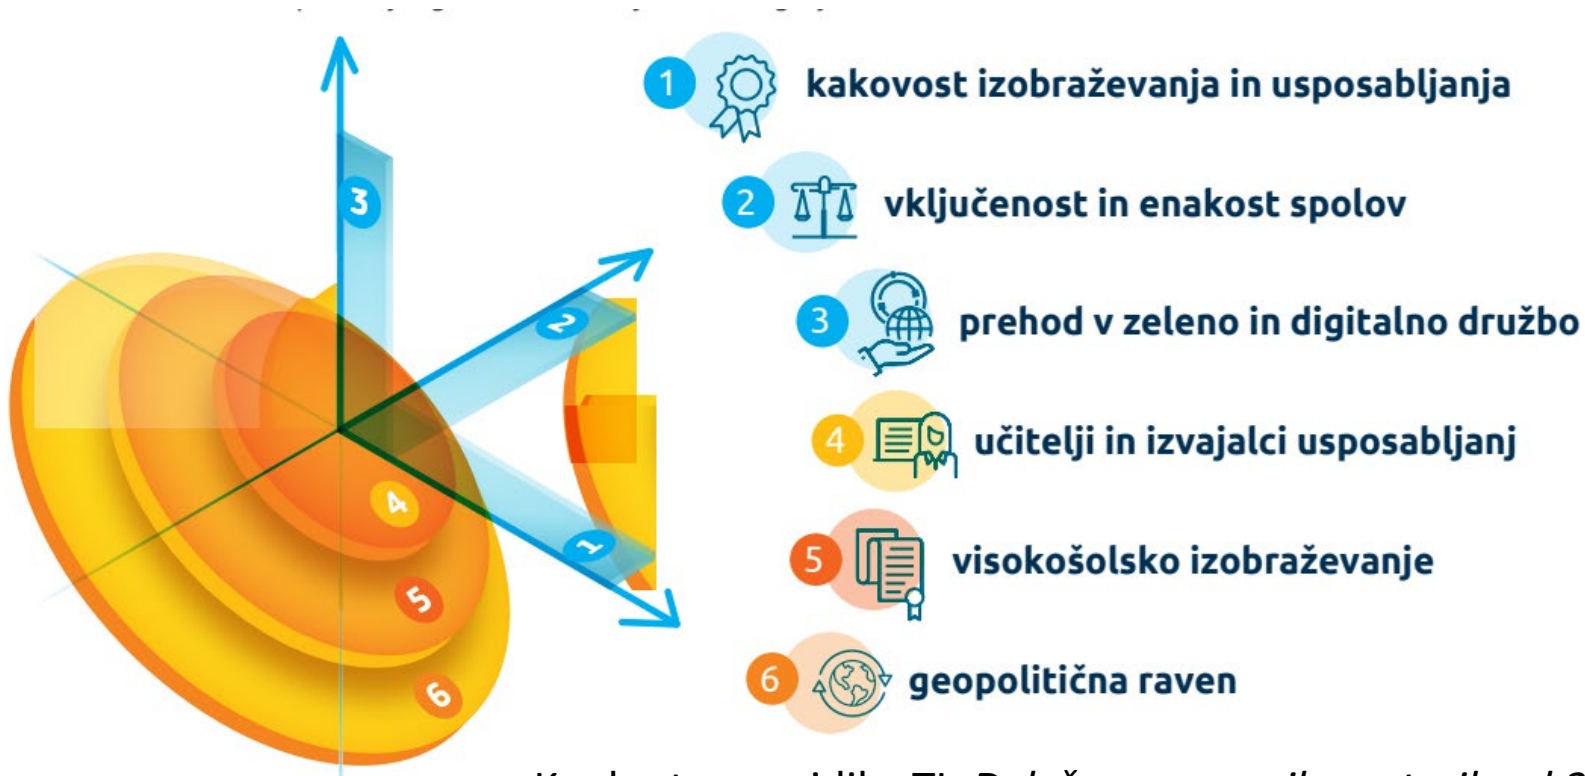 1 kakovost izobraževanja in usposabljanja
2 vključenost in enakost spolov
3 prehod v zeleno in digitalno družbo
4 učitelji in izvajalci usposabljanj
5 visokošolsko izobraževanje
6 geopolitična raven
3
2
1
4
5
6